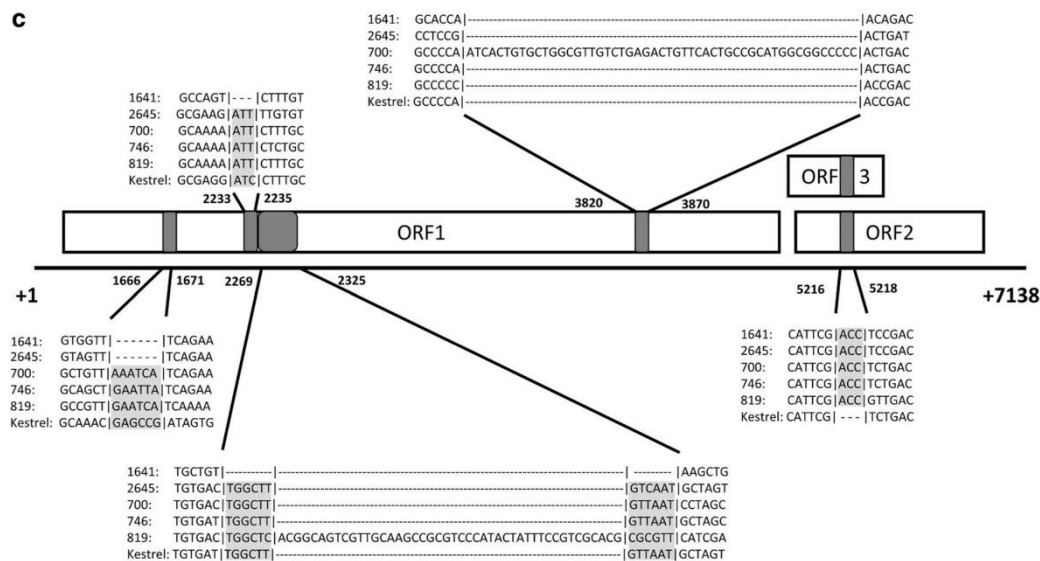 c
1641: GCACCA|---------------------------------------------------|ACAGAC
2645: CCTCCG|---------------------------------------------------|ACTGAT
700: GCCCCA|ATCACTGTGCTGGCGTTGTCTGAGACTGTTCACTGCCGCATGGCGGCCCCC|ACTGAC
746: GCCCCA|---------------------------------------------------|ACTGAC
819: GCCCCC|---------------------------------------------------|ACCGAC
Kestrel: GCCCCA|---------------------------------------------------|ACCGAC
1641: GCCAGT|---|CTTTGT
2645: GCGAAG|ATT|TTGTGT
700: GCAAAA|ATT|CTTTGC
746: GCAAAA|ATT|CTCTGC
819: GCAAAA|ATT|CTTTGC
Kestrel: GCGAGG|ATC|CTTTGC
2233 2235
3820 3870
ORF 3
ORF1
ORF2
+1
1666 1671 2269 2325
5216 5218
+7138
1641: GTGGTT|------|TCAGAA
2645: GTAGTT|------|TCAGAA
700: GCTGTT|AAATCA|TCAGAA
746: GCAGCT|GAATTA|TCAGAA
819: GCCGTT|GAATCA|TCAAAA
Kestrel: GCAAAC|GAGCCG|ATAGTG
1641: CATTCG|ACC|TCCGAC
2645: CATTCG|ACC|TCCGAC
700: CATTCG|ACC|TCTGAC
746: CATTCG|ACC|TCTGAC
819: CATTCG|ACC|GTTGAC
Kestrel: CATTCG|---|TCTGAC
1641: TGCTGT|----------|---------------------------------------------|---------|AAGCTG
2645: TGTGAC|TGGCTT|---------------------------------------------|GTCAAT|GCTAGT
700: TGTGAC|TGGCTT|---------------------------------------------|GTTAAT|CCTAGC
746: TGTGAT|TGGCTT|---------------------------------------------|GTTAAT|GCTAGC
819: TGTGAC|TGGCTC|ACGGCAGTCGTTGCAAGCCGCGTCCCATACTATTTCCGTCGCACG|CGCGTT|CATCGA
Kestrel: TGTGAT|TGGCTT|---------------------------------------------|GTTAAT|GCTAGT